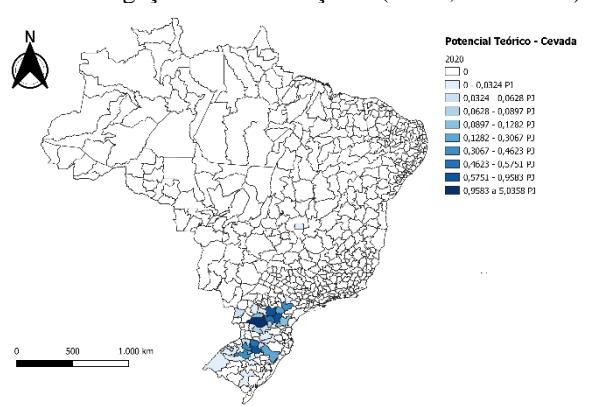 N
Potencial Teórico - Cevada
2020
0
0 - 0,0324 PJ
0,0324 0,0628 PJ
0,0628 - 0,0897 PJ
0,0897 - 0,1282 PJ
0,1282 - 0,3067 PJ
0,3067 - 0,4623 PJ
0,4623 - 0,5751 PJ
0,5751 - 0,9583 PJ
0,9583 a 5,0358 PJ
0 500 1.000 km